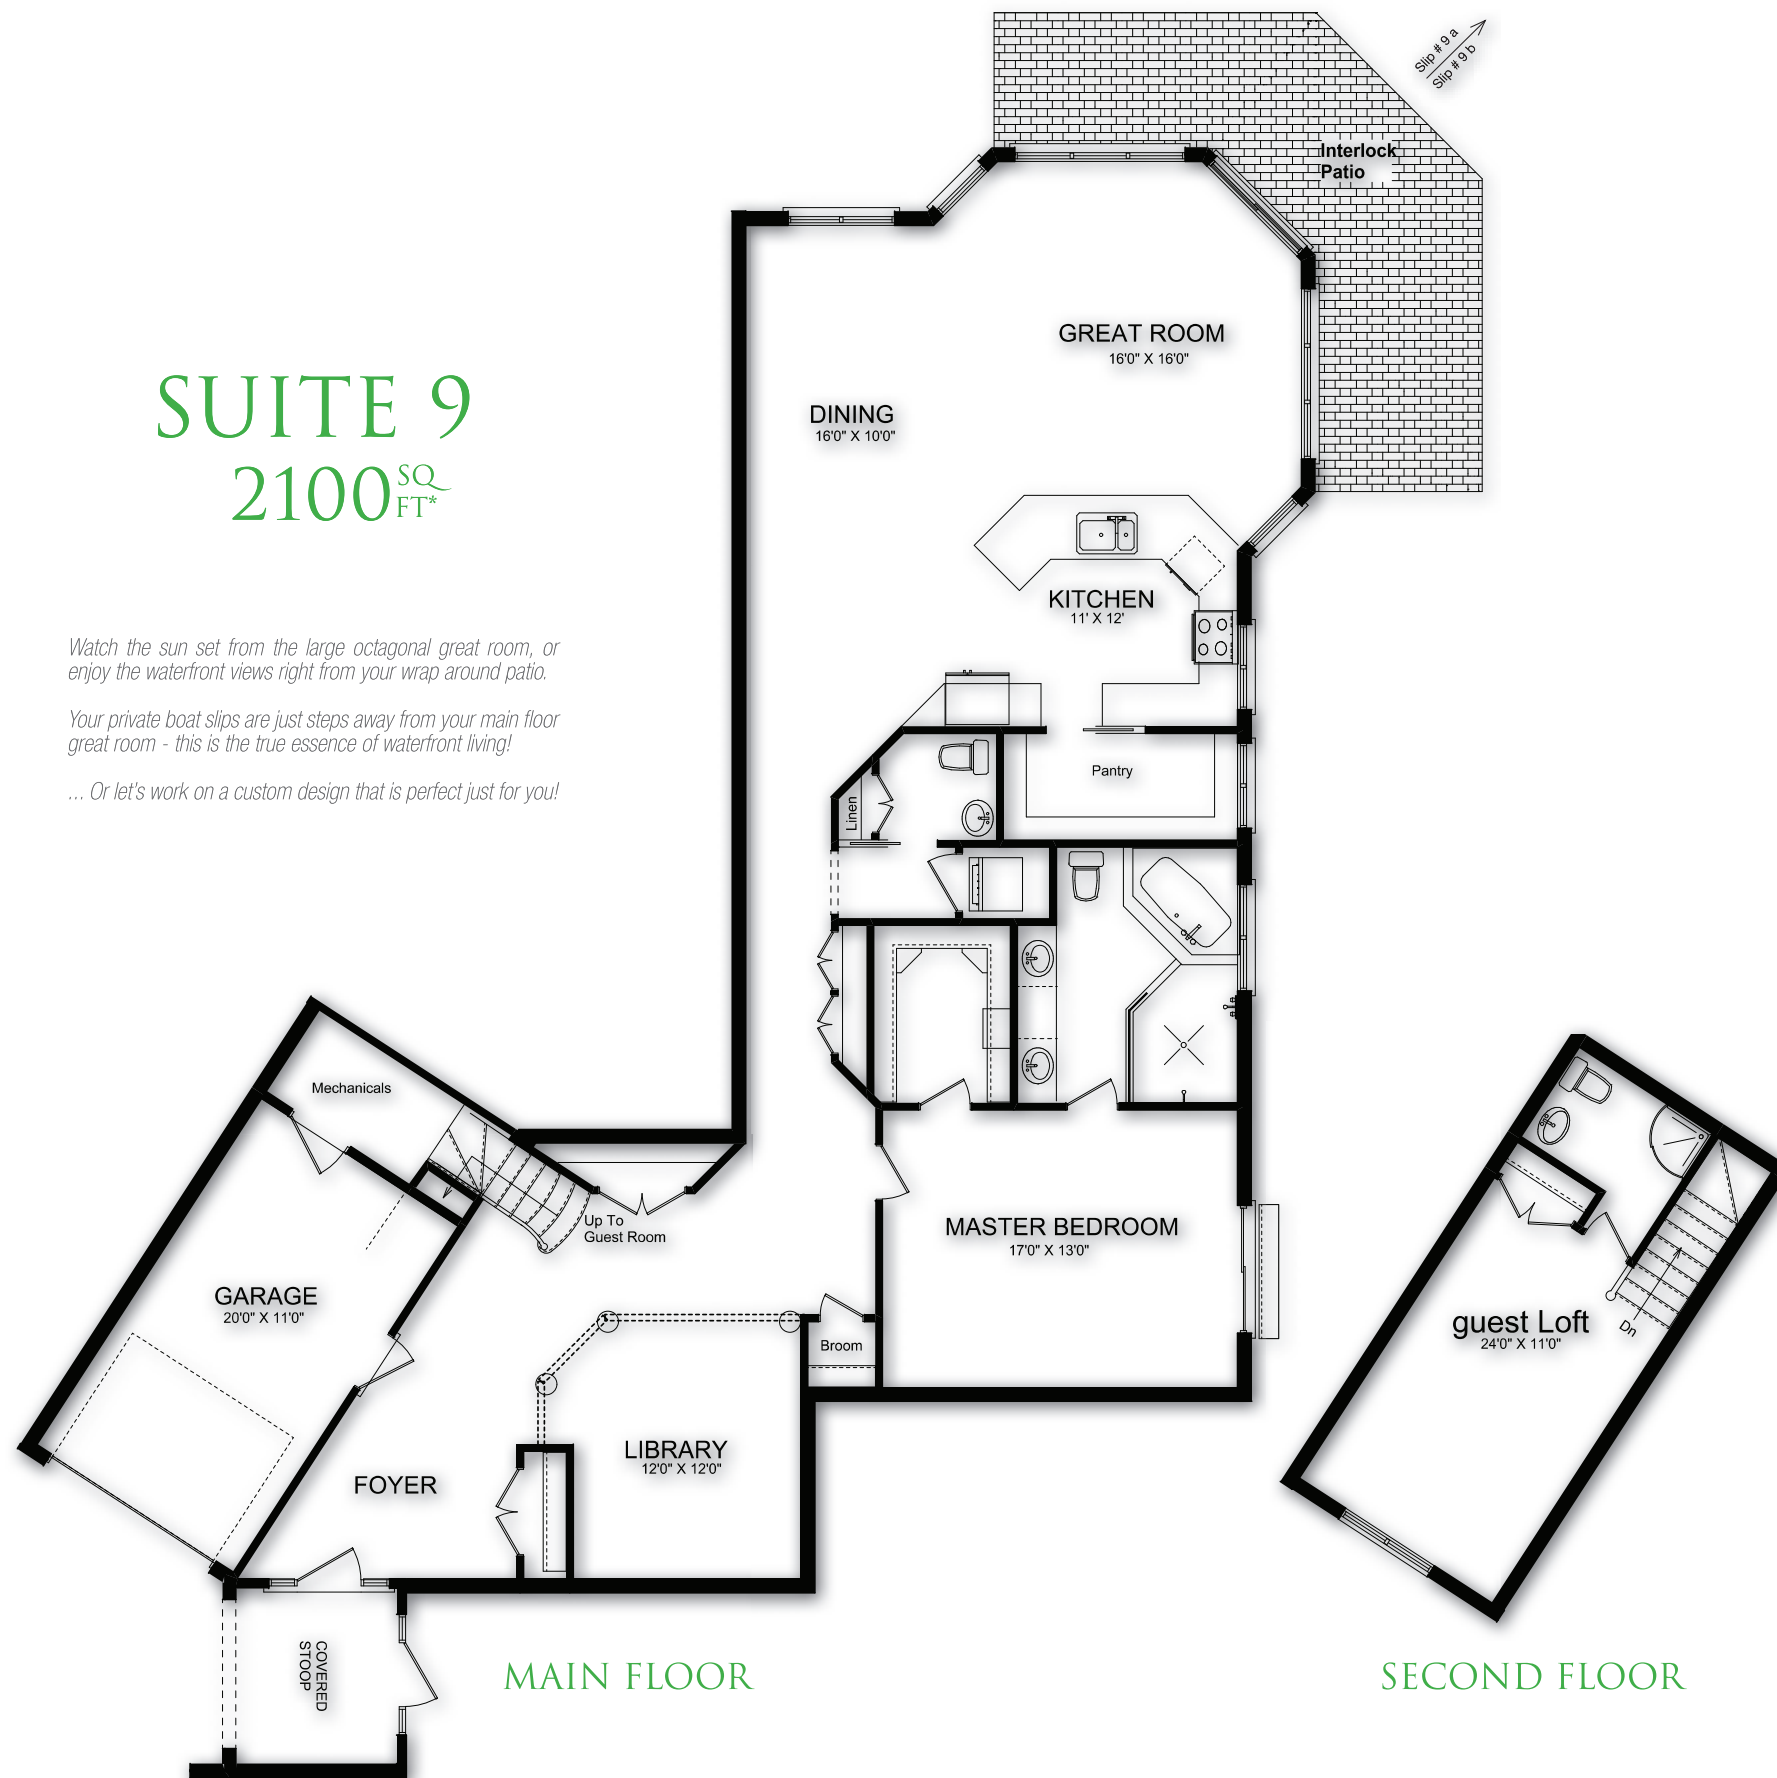 Slip # 9 a
Slip # 9 b
Interlock
Patio
GREAT ROOM
16'0" X 16'0"
DINING
16'0" X 10'0"
SUITE 9
2100 SQ FT*
KITCHEN
11' X 12'
Watch the sun set from the large octagonal great room, or
enjoy the waterfront views right from your wrap around patio.
Your private boat slips are just steps away from your main floor
great room - this is the true essence of waterfront living!
... Or let's work on a custom design that is perfect just for you!
Pantry
Linen
Mechanicals
Up To
Guest Room
MASTER BEDROOM
17'0" X 13'0"
GARAGE
20'0" X 11'0"
Broom
guest Loft
24'0" X 11'0"
Dn
LIBRARY
12'0" X 12'0"
FOYER
COVERED
STOOP
MAIN FLOOR
SECOND FLOOR